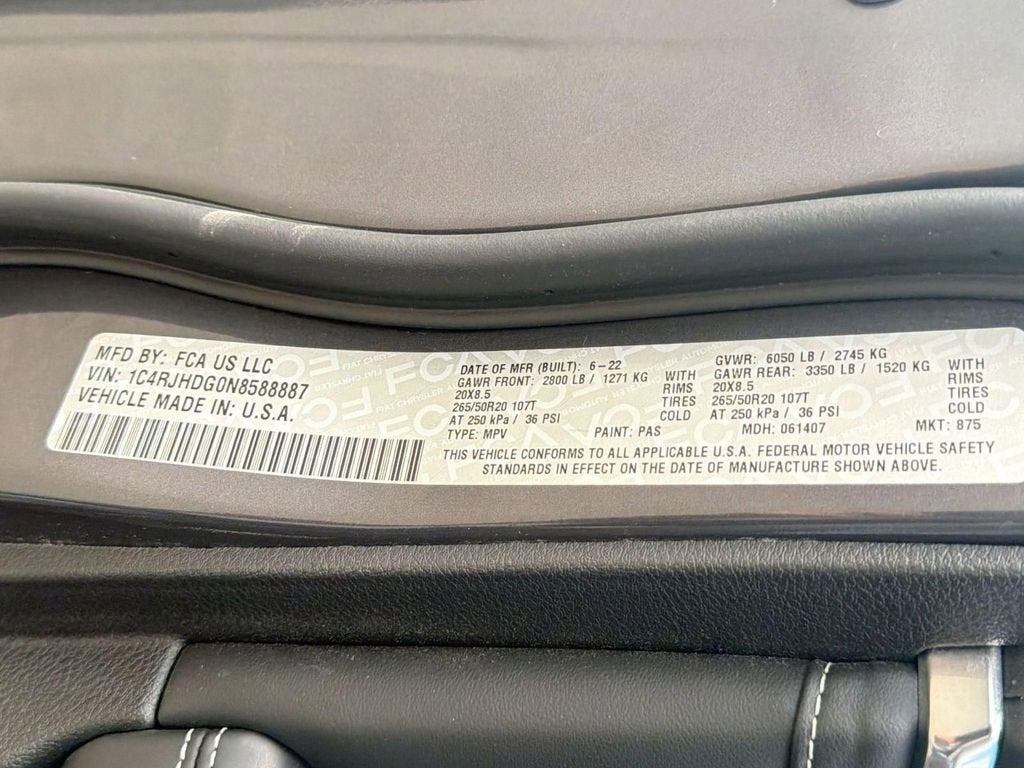 MFD BY: FCA US LLC
VIN: 1C4RJHDG0N8588887
VEHICLE MADE IN: U.S.A.
DATE OF MFR (BUILT): 6-22
GAWR FRONT: 2800 LB / 1271 KG WITH
20X8.5 RIMS
265/50R20 107T TIRES
AT 250 kPa / 36 PSI COLD
TYPE: MPV PAINT: PAS
GVWR: 6050 LB / 2745 KG
GAWR REAR: 3350 LB / 1520 KG WITH
20X8.5 RIMS
265/50R20 107T TIRES
AT 250 kPa / 36 PSI COLD
MDH: 061407 MKT: 875
THIS VEHICLE CONFORMS TO ALL APPLICABLE U.S.A. FEDERAL MOTOR VEHICLE SAFETY
STANDARDS IN EFFECT ON THE DATE OF MANUFACTURE SHOWN ABOVE.